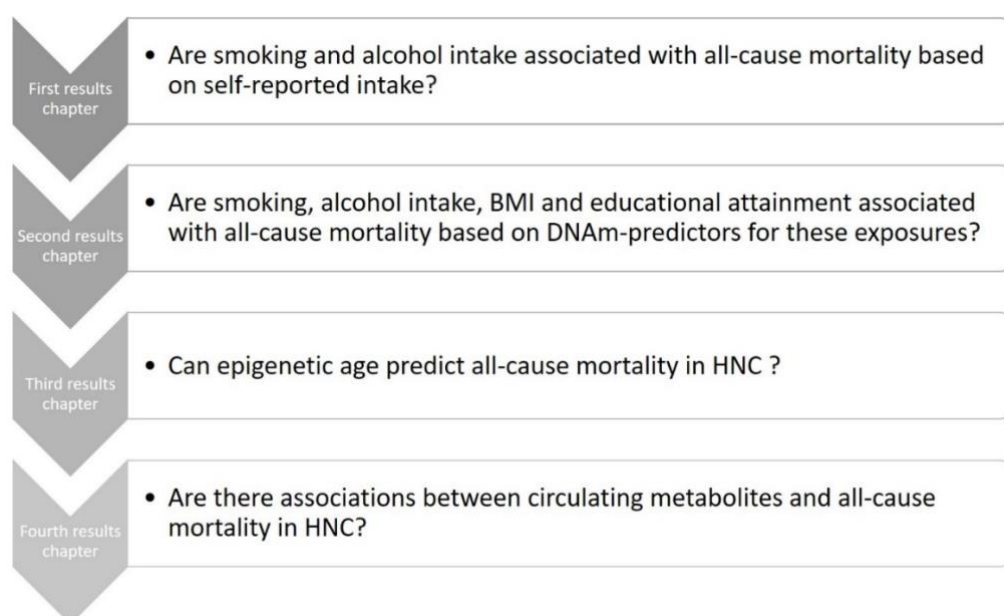 First results
chapter
• Are smoking and alcohol intake associated with all-cause mortality based
on self-reported intake?
Second results
chapter
• Are smoking, alcohol intake, BMI and educational attainment associated
with all-cause mortality based on DNAm-predictors for these exposures?
Third results
chapter
• Can epigenetic age predict all-cause mortality in HNC ?
Fourth results
chapter
• Are there associations between circulating metabolites and all-cause
mortality in HNC?